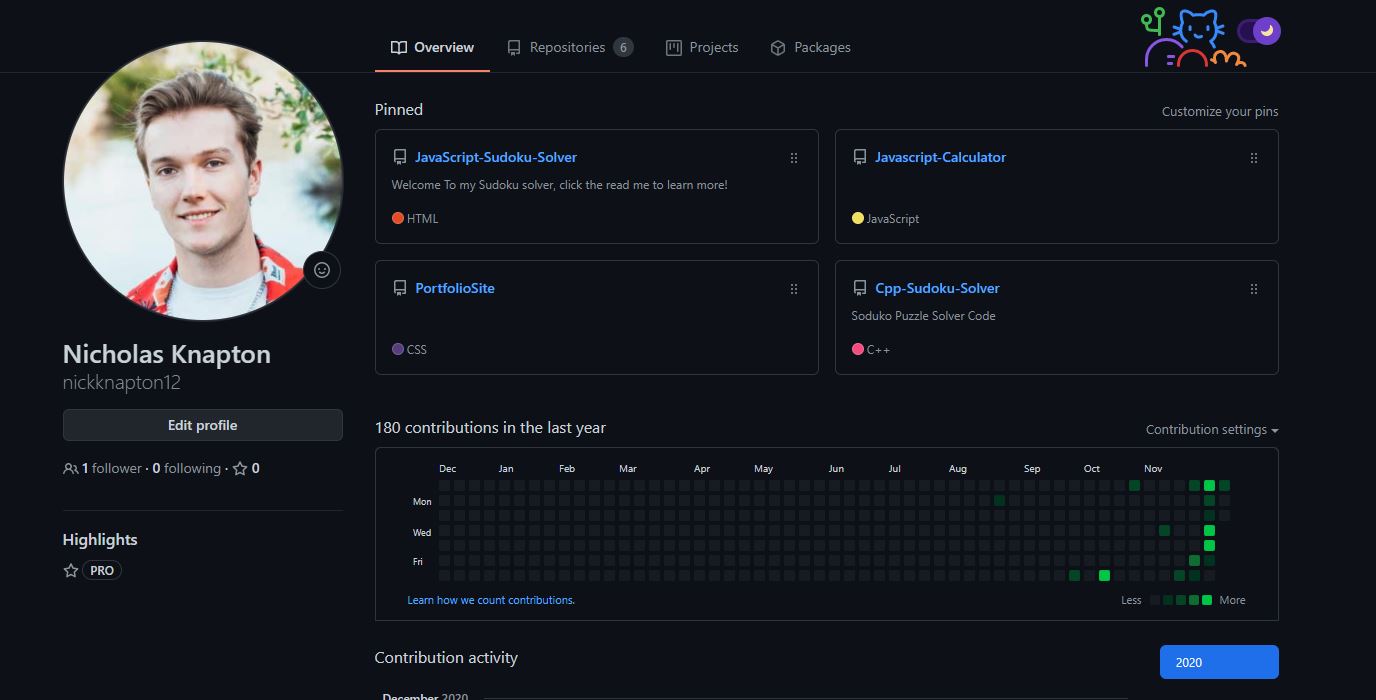 Overview Repositories 6 Projects Packages
Pinned
Customize your pins
JavaScript-Sudoku-Solver
Welcome To my Sudoku solver, click the read me to learn more!
HTML
Javascript-Calculator
JavaScript
PortfolioSite
CSS
Cpp-Sudoku-Solver
Soduko Puzzle Solver Code
C++
Nicholas Knapton
nickknapton12
Edit profile
1 follower · 0 following · 0
Highlights
PRO
180 contributions in the last year
Contribution settings
Dec Jan Feb Mar Apr May Jun Jul Aug Sep Oct Nov
Mon
Wed
Fri
Learn how we count contributions.
Less More
Contribution activity
2020
December 2020